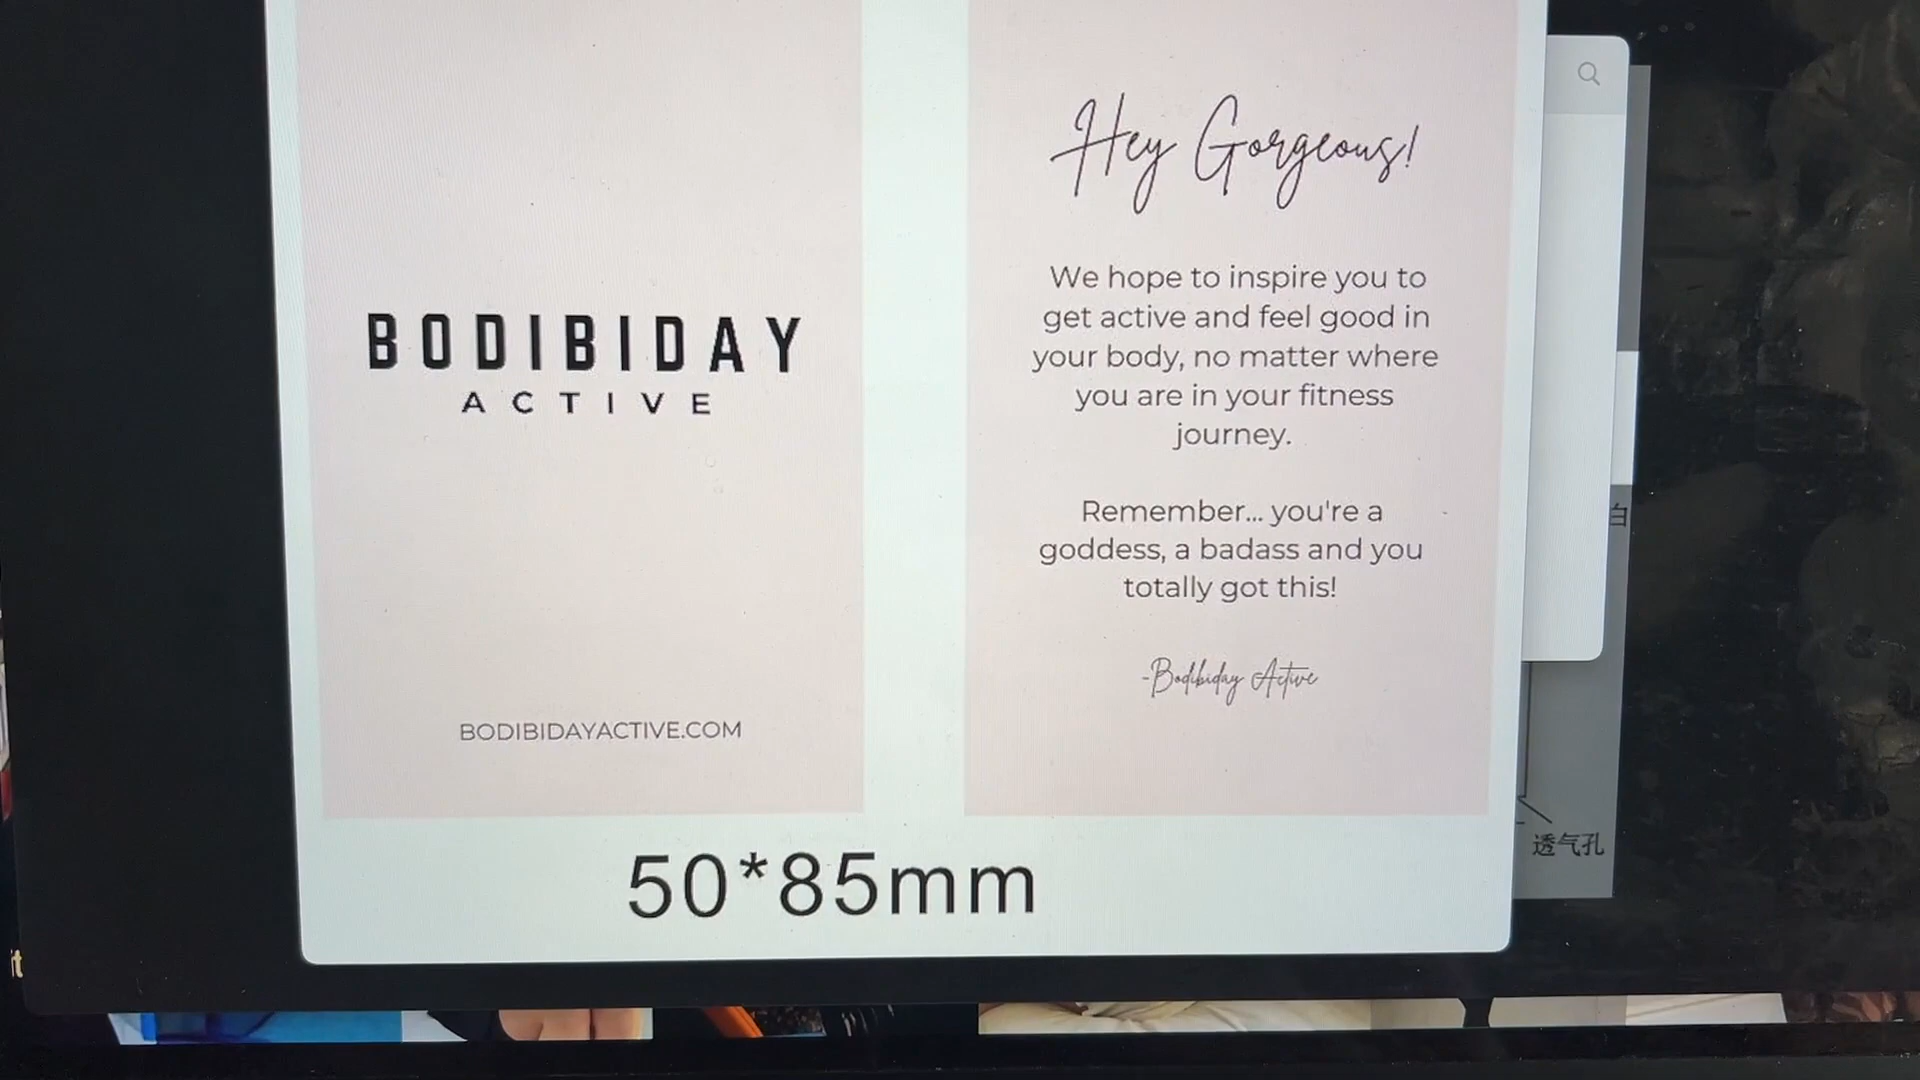 BODIBIDAY
ACTIVE
BODIBIDAYACTIVE.COM
Hey Gorgeous!
We hope to inspire you to
get active and feel good in
your body, no matter where
you are in your fitness
journey.
Remember... you're a
goddess, a badass and you
totally got this!
-Bodibiday Active
50*85mm
白
透气孔
it